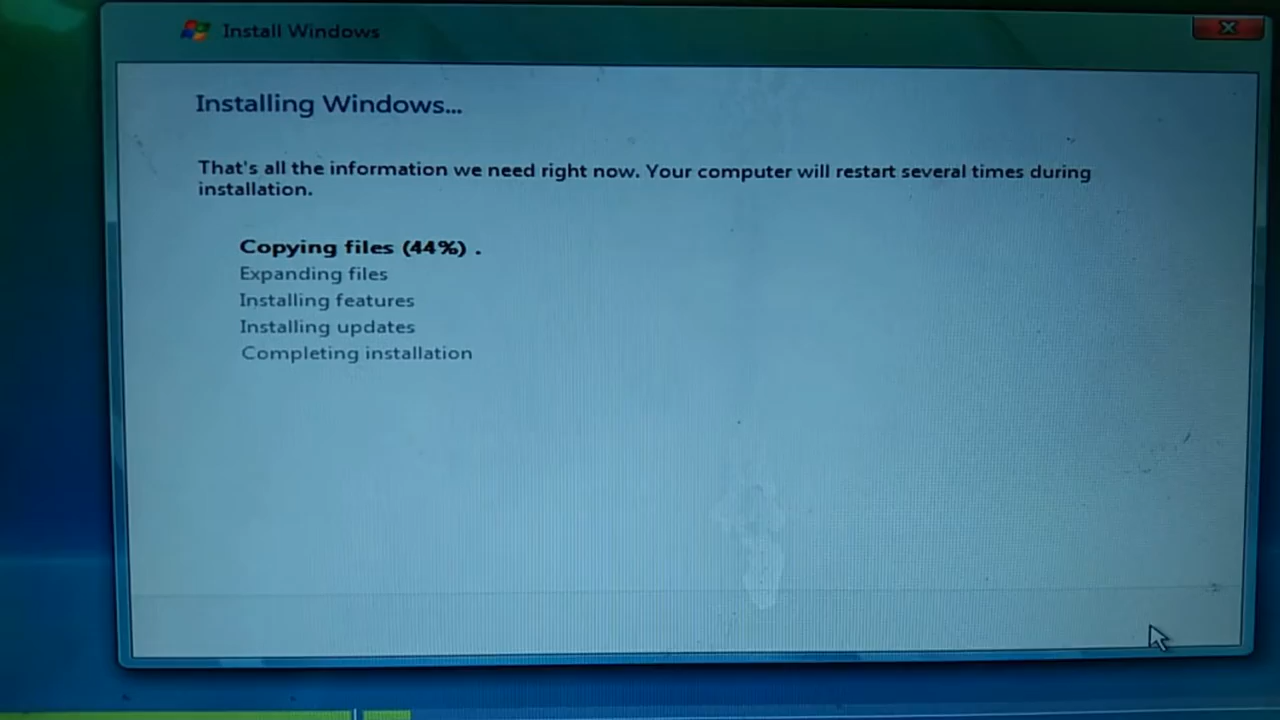 Install Windows
Installing Windows...
That's all the information we need right now. Your computer will restart several times during
installation.
Copying files (44%) .
Expanding files
Installing features
Installing updates
Completing installation